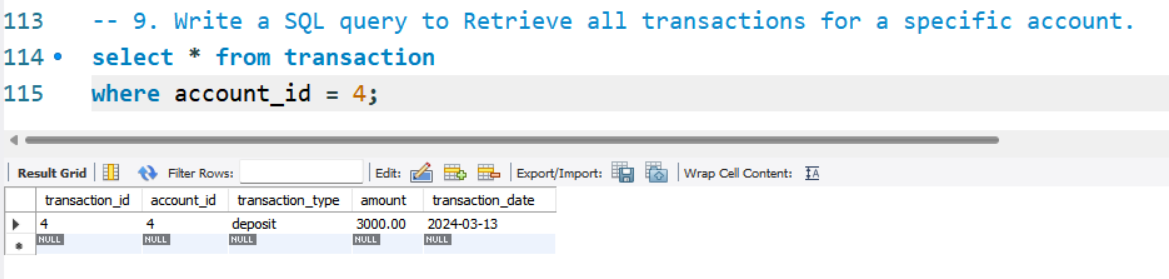 113 -- 9. Write a SQL query to Retrieve all transactions for a specific account.
114 select * from transaction
115 where account_id = 4;
Result Grid Filter Rows: Edit: Export/Import: Wrap Cell Content: IA
transaction_id account_id transaction_type amount transaction_date
4 4 deposit 3000.00 2024-03-13
NULL NULL NULL NULL NULL